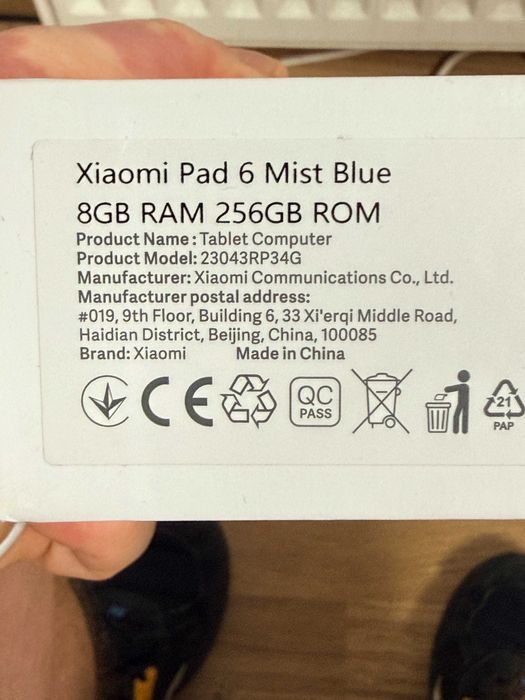 Xiaomi Pad 6 Mist Blue
8GB RAM 256GB ROM
Product Name: Tablet Computer
Product Model: 23043RP34G
Manufacturer: Xiaomi Communications Co., Ltd.
Manufacturer postal address:
#019, 9th Floor, Building 6, 33 Xi'erqi Middle Road,
Haidian District, Beijing, China, 100085
Brand: Xiaomi Made in China
CE QC PASS 21 PAP